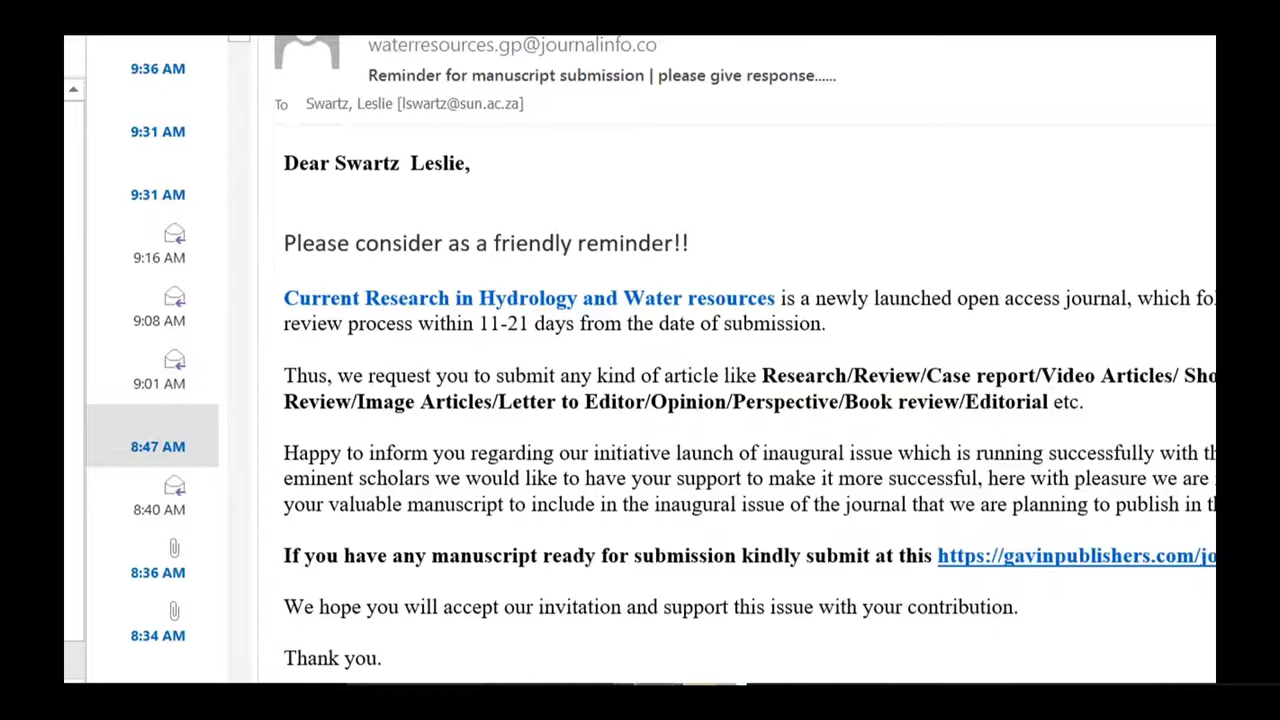 9:36 AM
9:31 AM
9:31 AM
9:16 AM
9:08 AM
9:01 AM
8:47 AM
8:40 AM
8:36 AM
8:34 AM
waterresources.gp@journalinfo.co
Reminder for manuscript submission | please give response......
To Swartz, Leslie [lswartz@sun.ac.za]
Dear Swartz Leslie,
Please consider as a friendly reminder!!
Current Research in Hydrology and Water resources is a newly launched open access journal, which fo
review process within 11-21 days from the date of submission.
Thus, we request you to submit any kind of article like Research/Review/Case report/Video Articles/ Sho
Review/Image Articles/Letter to Editor/Opinion/Perspective/Book review/Editorial etc.
Happy to inform you regarding our initiative launch of inaugural issue which is running successfully with th
eminent scholars we would like to have your support to make it more successful, here with pleasure we are
your valuable manuscript to include in the inaugural issue of the journal that we are planning to publish in th
If you have any manuscript ready for submission kindly submit at this https://gavinpublishers.com/jo
We hope you will accept our invitation and support this issue with your contribution.
Thank you.